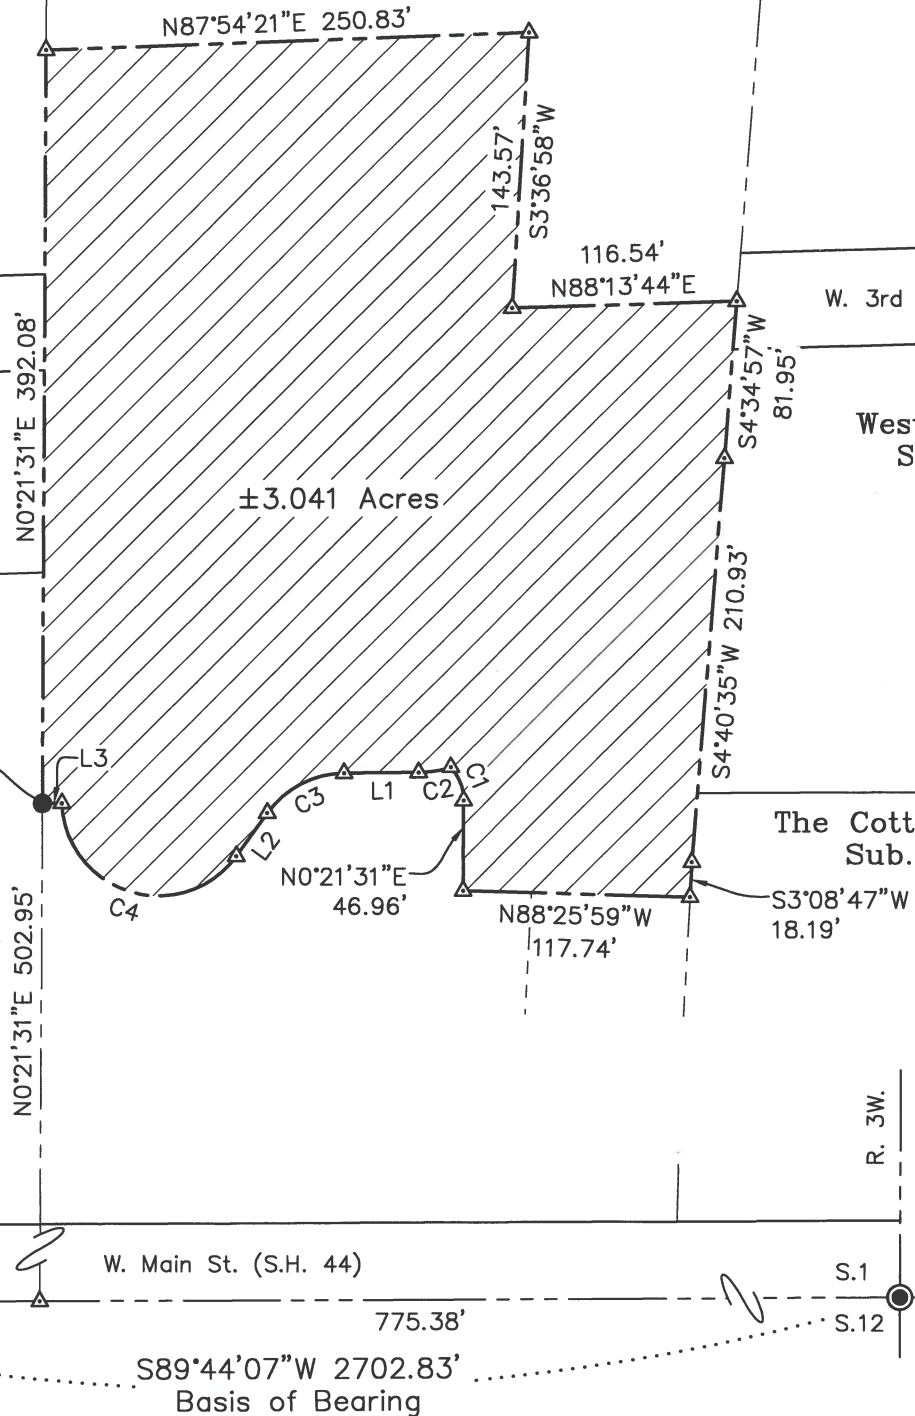 N87°54'21"E 250.83'
143.57'
S3°36'58"W
116.54'
N88°13'44"E
W. 3rd
S4°34'57"W
81.95'
N0°21'31"E 392.08'
Wes
S
±3.041 Acres
S4°40'35"W 210.93'
L3
C3
L1
C2
C1
L2
C4
The Cott
Sub.
N0°21'31"E
46.96'
S3°08'47"W
18.19'
N88°25'59"W
117.74'
N0°21'31"E 502.95'
R. 3W.
W. Main St. (S.H. 44)
S.1
S.12
775.38'
S89°44'07"W 2702.83'
Basis of Bearing